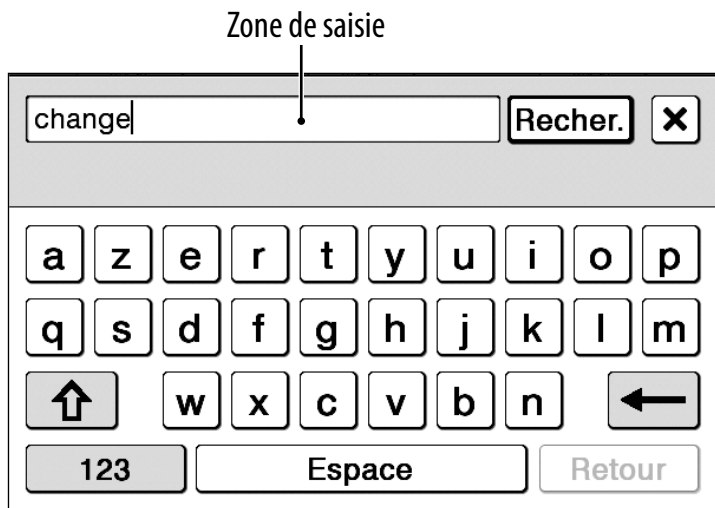 Zone de saisie
change Recher. ×
a z e r t y u i o p
q s d f g h j k l m
⇧ w x c v b n ←
123 Espace Retour